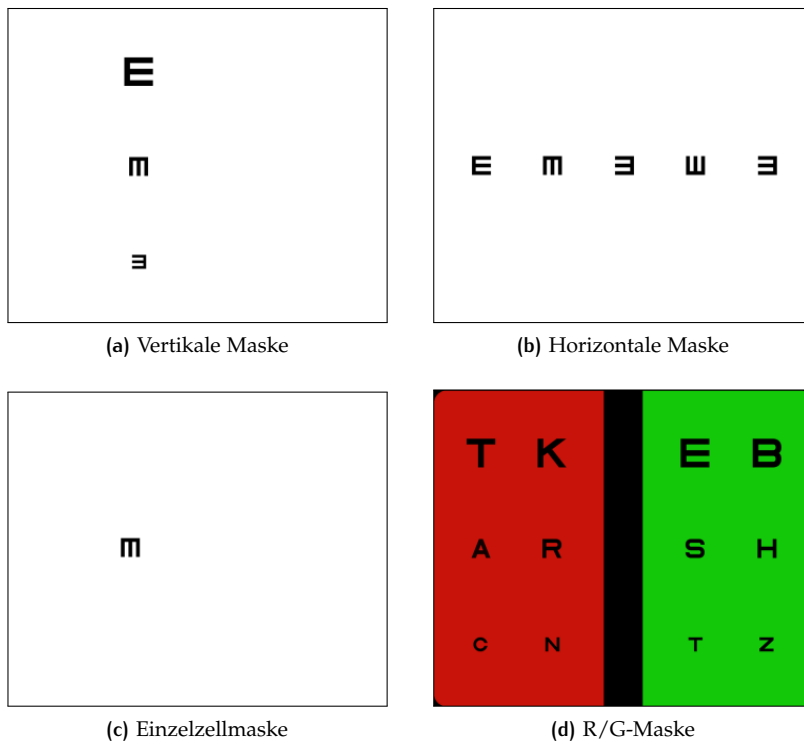 E
m
Ǝ
(a) Vertikale Maske
E m Ǝ Ш Ǝ
(b) Horizontale Maske
m
(c) Einzelzellmaske
T K E B
A R S H
C N T Z
(d) R/G-Maske